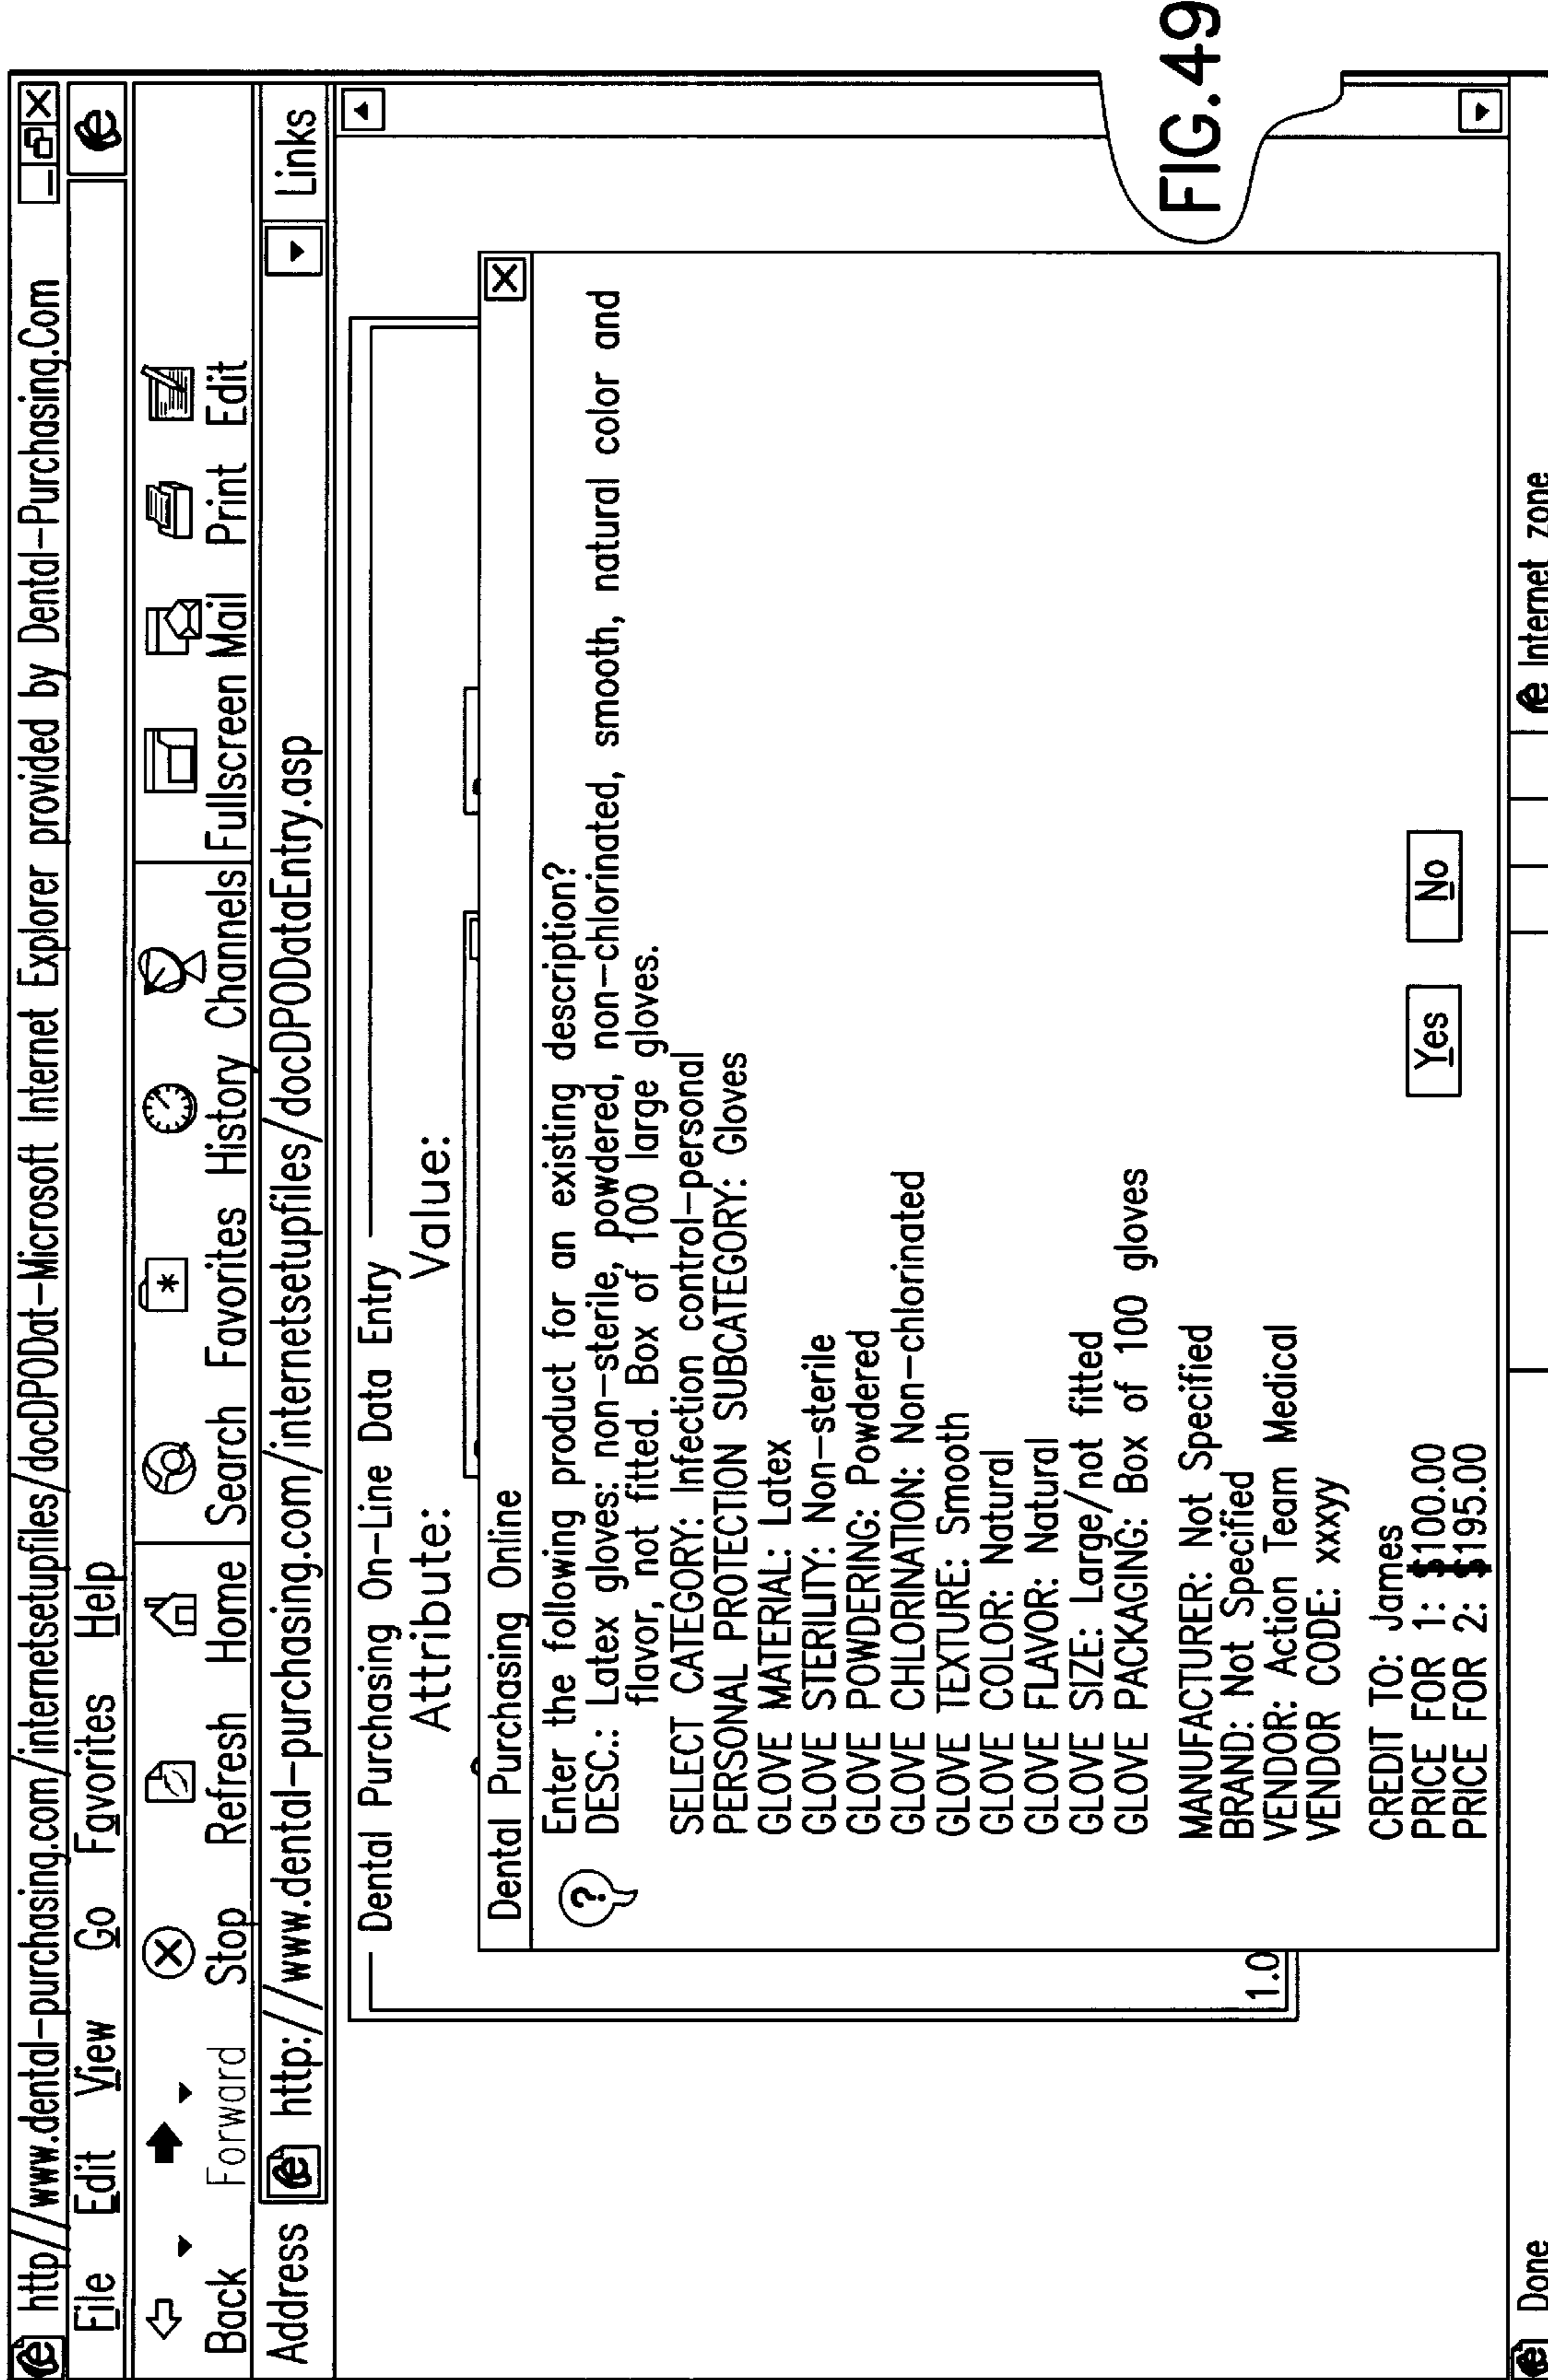 http//www.dental-purchasing.com/internetsetupfiles/docDPODat-Microsoft Internet Explorer provided by Dental-Purchasing.Com
File Edit View Go Favorites Help
Back Forward Stop Refresh Home Search Favorites History Channels Fullscreen Mail Print Edit
Address http://www.dental-purchasing.com/internetsetupfiles/docDPODataEntry.asp Links
Dental Purchasing On-Line Data Entry
Attribute: Value:
Dental Purchasing Online
Enter the following product for an existing description?
DESC.: Latex gloves: non-sterile, powdered, non-chlorinated, smooth, natural color and
flavor, not fitted. Box of 100 large gloves.
SELECT CATEGORY: Infection control-personal
PERSONAL PROTECTION SUBCATEGORY: Gloves
GLOVE MATERIAL: Latex
GLOVE STERILITY: Non-sterile
GLOVE POWDERING: Powdered
GLOVE CHLORINATION: Non-chlorinated
GLOVE TEXTURE: Smooth
GLOVE COLOR: Natural
GLOVE FLAVOR: Natural
GLOVE SIZE: Large/not fitted
GLOVE PACKAGING: Box of 100 gloves
MANUFACTURER: Not Specified
BRAND: Not Specified
VENDOR: Action Team Medical
VENDOR CODE: xxxyy
CREDIT TO: James
PRICE FOR 1: $100.00
PRICE FOR 2: $195.00
Yes No
1.0
Done Internet zone
FIG.49